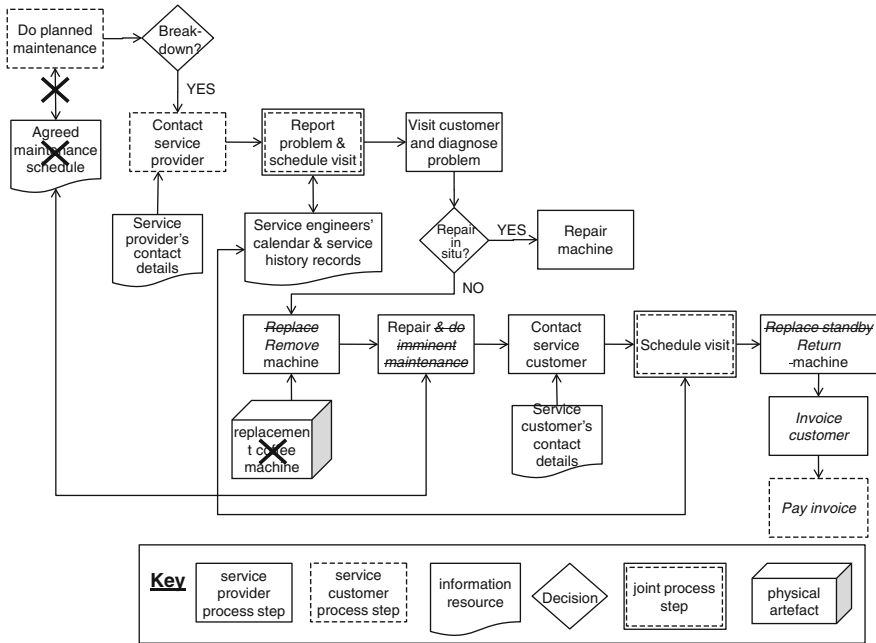 Do planned
maintenance
Break-
down?
YES
Agreed
maintenance
schedule
Contact
service
provider
Report
problem &
schedule visit
Visit customer
and diagnose
problem
Service
provider's
contact
details
Service engineers'
calendar & service
history records
Repair
in
situ?
YES
Repair
machine
NO
Replace
Remove
machine
Repair & do
imminent
maintenance
Contact
service
customer
Schedule visit
Replace standby
Return
-machine
replacemen
t coffee
machine
Service
customer's
contact
details
Invoice
customer
Pay invoice
Key
service
provider
process step
service
customer
process step
information
resource
Decision
joint process
step
physical
artefact